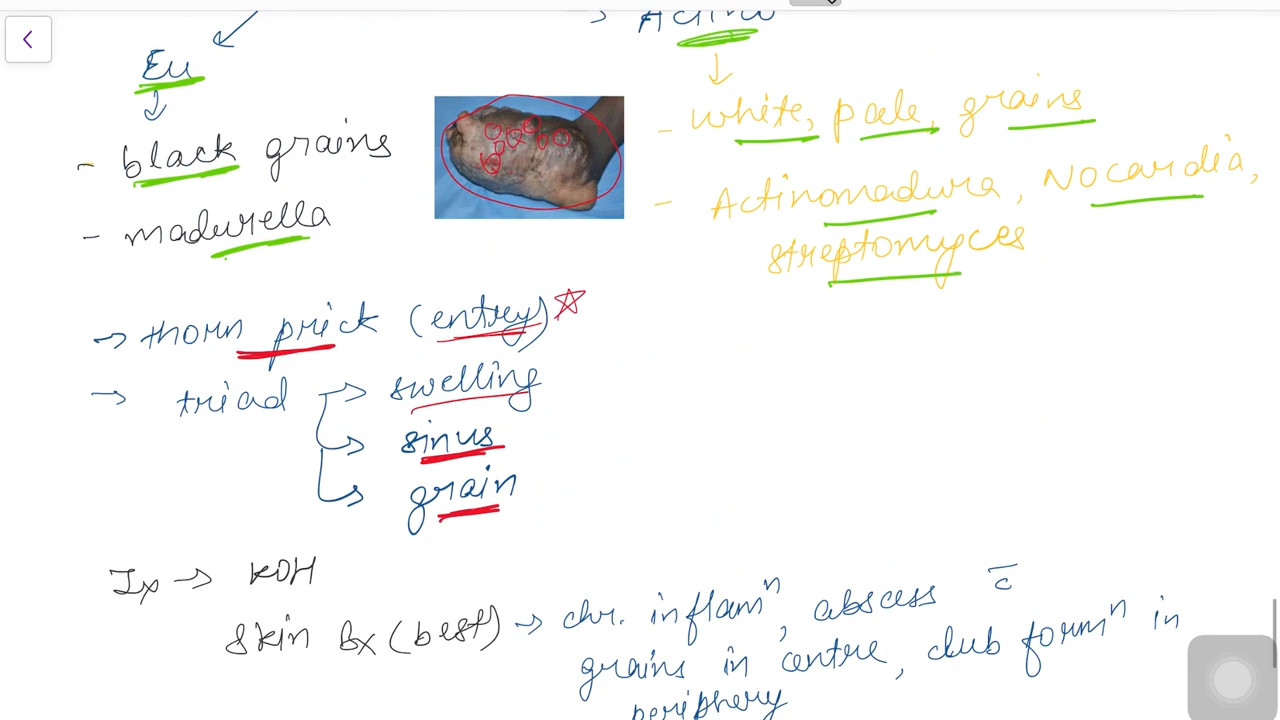 Actino
Eu
- black grains
- madurella
- white, pale, grains
- Actinomadura, Nocardia,
streptomyces
→ thorn prick (entry) ☆
→ triad → swelling
→ sinus
→ grain
Ix → KOH
skin Bx (best) → chr. inflamⁿ, abscess c̅
grains in centre, club formⁿ in
periphery